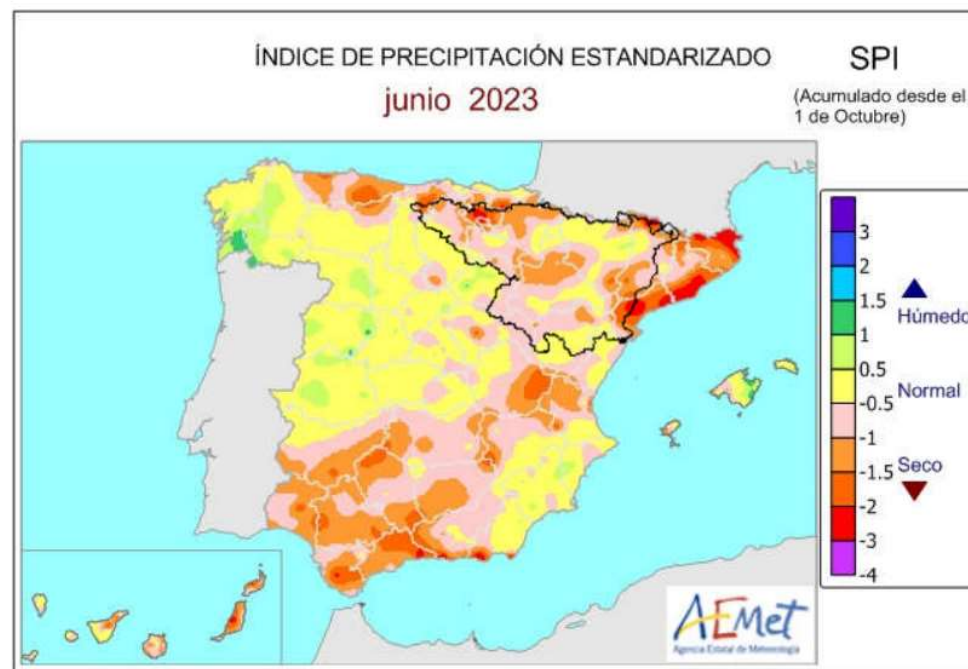 ÍNDICE DE PRECIPITACIÓN ESTANDARIZADO
SPI
junio 2023
(Acumulado desde el
1 de Octubre)
3
2
1.5
1
0.5
-0.5
-1
-1.5
-2
-3
-4
Húmedo
Normal
Seco
AEMet
Agencia Estatal de Meteorología